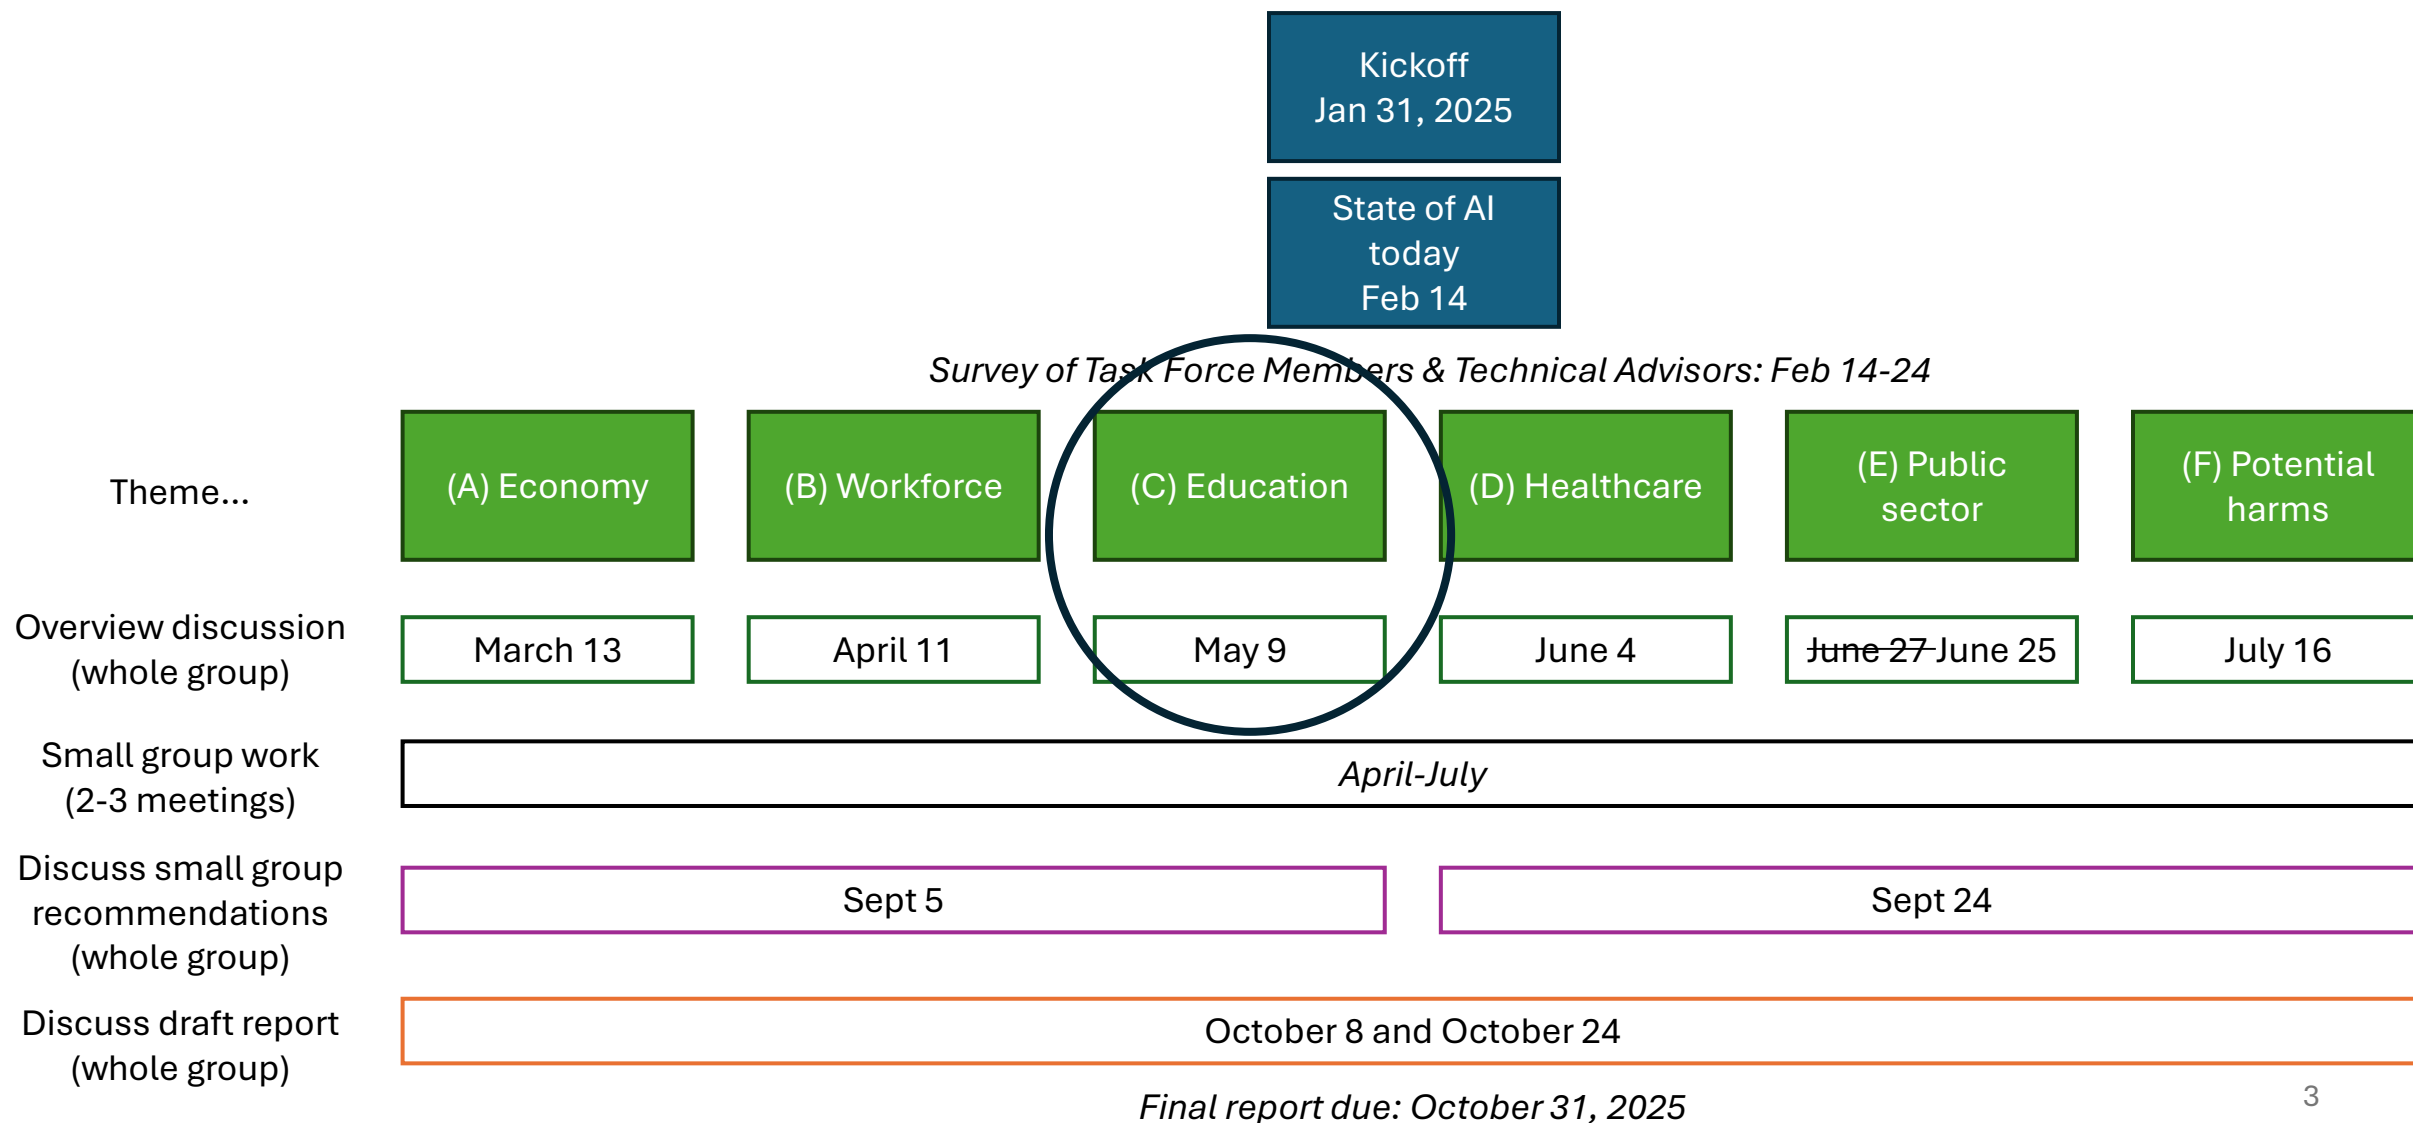 Kickoff
Jan 31, 2025
State of AI
today
Feb 14
Survey of Task Force Members & Technical Advisors: Feb 14-24
Theme...
(A) Economy
(B) Workforce
(C) Education
(D) Healthcare
(E) Public
sector
(F) Potential
harms
Overview discussion
(whole group)
March 13
April 11
May 9
June 4
June 27 June 25
July 16
Small group work
(2-3 meetings)
April-July
Discuss small group
recommendations
(whole group)
Sept 5
Sept 24
Discuss draft report
(whole group)
October 8 and October 24
Final report due: October 31, 2025
3